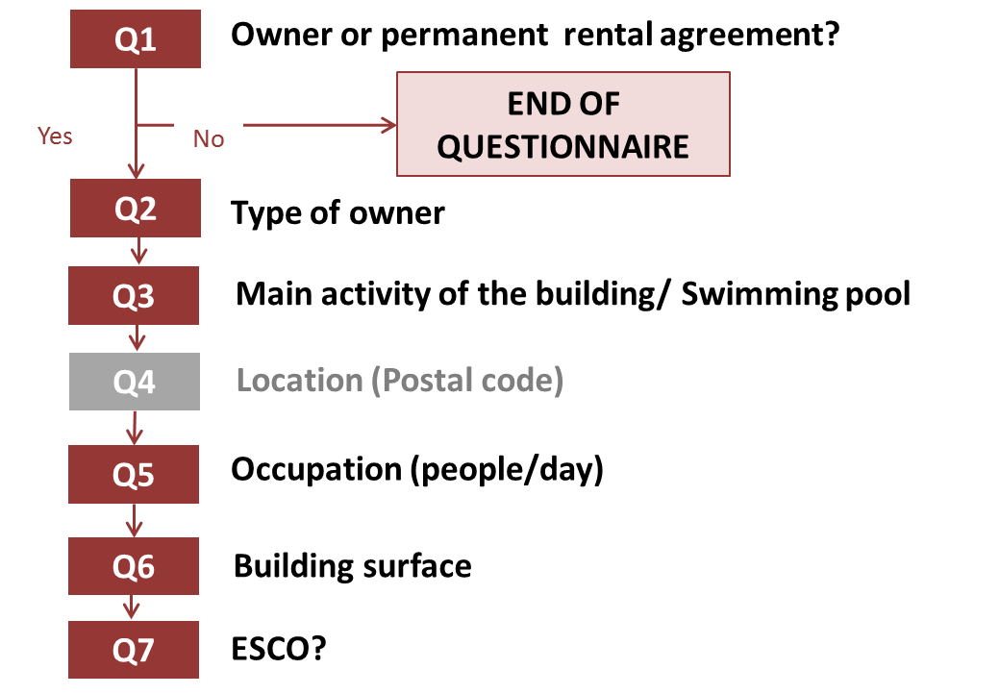 Q1
Owner or permanent rental agreement?
END OF
QUESTIONNAIRE
Yes
No
Q2
Type of owner
Q3
Main activity of the building/ Swimming pool
Q4
Location (Postal code)
Q5
Occupation (people/day)
Q6
Building surface
Q7
ESCO?